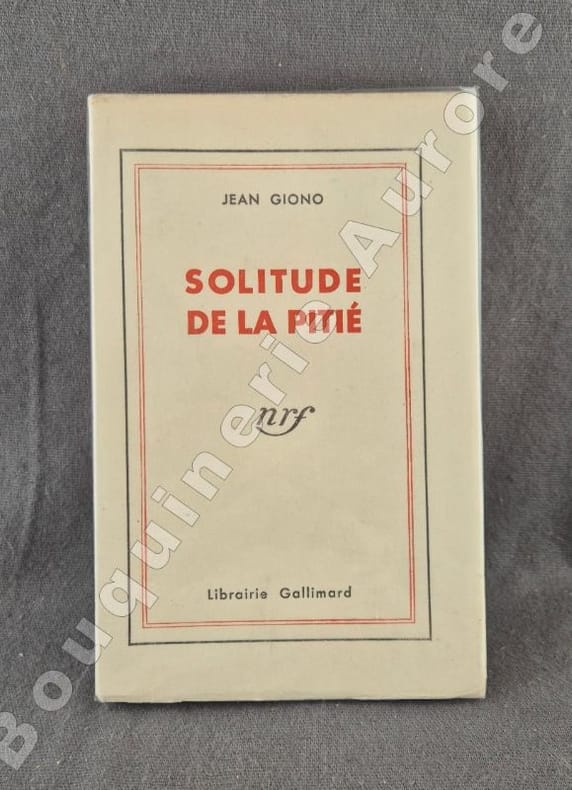 JEAN GIONO
SOLITUDE
DE LA PITIÉ
nrf
Librairie Gallimard
Bouquinerie Aurore